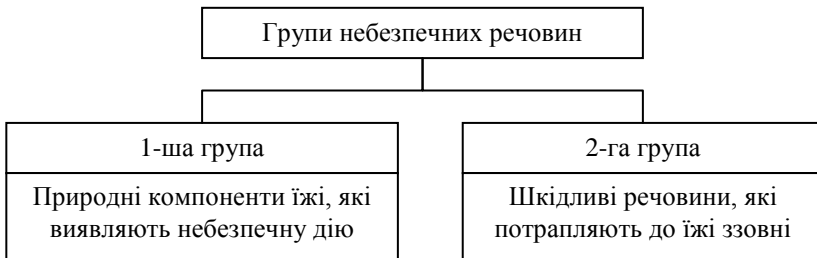 Групи небезпечних речовин
1-ша група
Природні компоненти їжі, які
виявляють небезпечну дію
2-га група
Шкідливі речовини, які
потрапляють до їжі ззовні